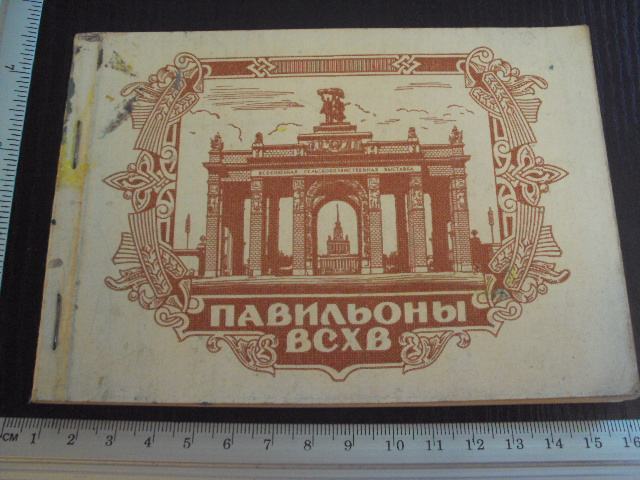 ВСЕСОЮЗНАЯ СЕЛЬСКОХОЗЯЙСТВЕННАЯ ВЫСТАВКА
ПАВИЛЬОНЫ
ВСХВ
см 1 2 3 4 5 6 7 8 9 10 11 12 13 14 15 16